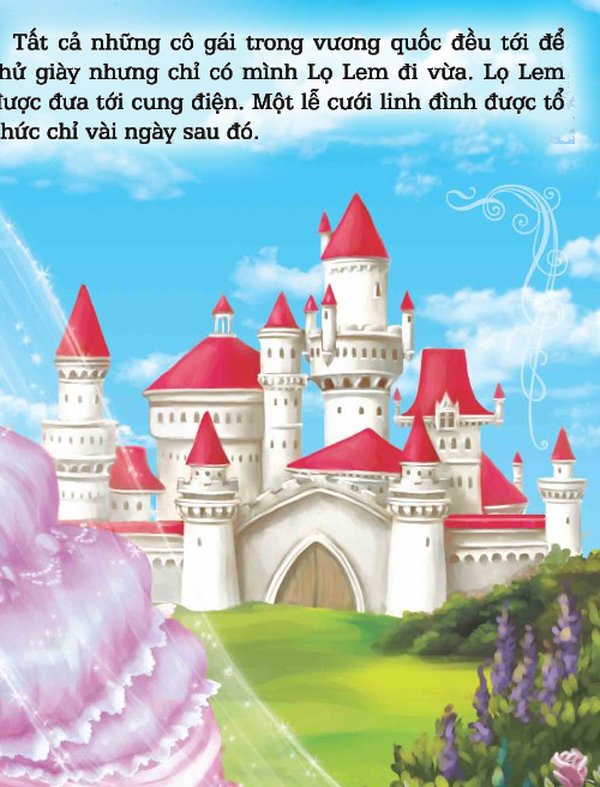 Tất cả những cô gái trong vương quốc đều tới để
hử giày nhưng chỉ có mình Lọ Lem đi vừa. Lọ Lem
được đưa tới cung điện. Một lễ cưới linh đình được tổ
hức chỉ vài ngày sau đó.